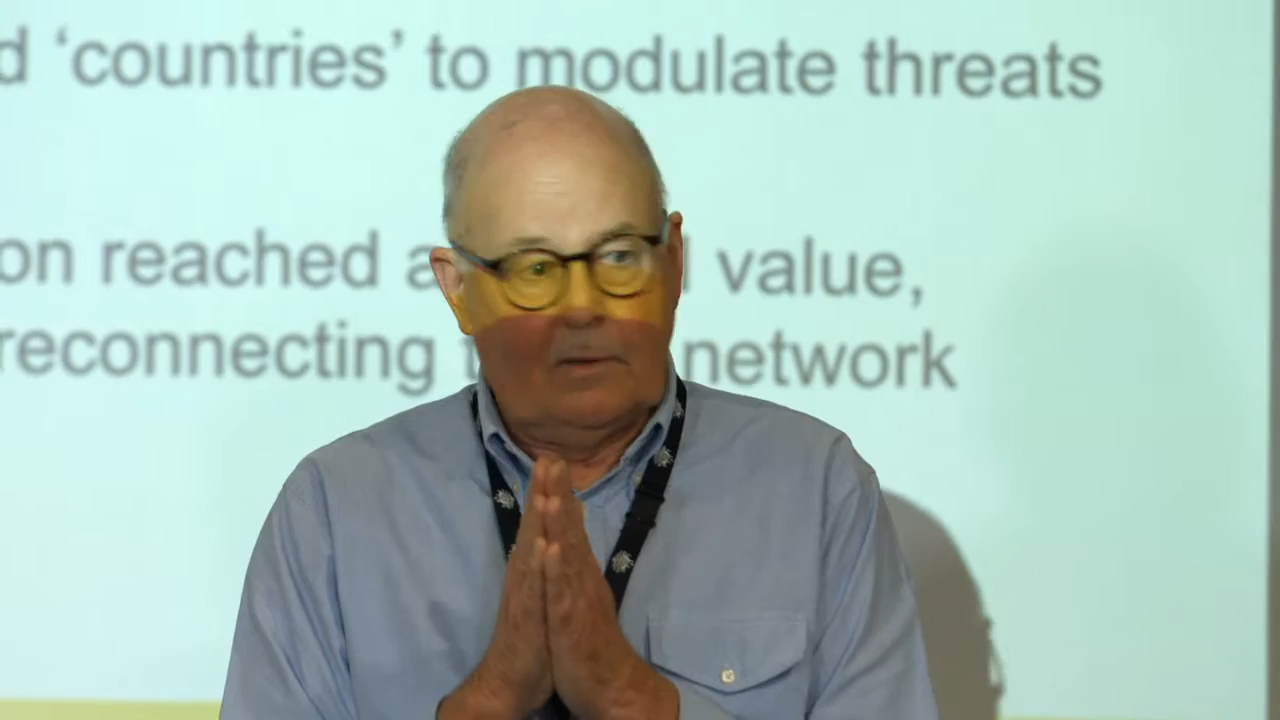 ‘countries’ to modulate threats
on reached a value,
reconnecting network